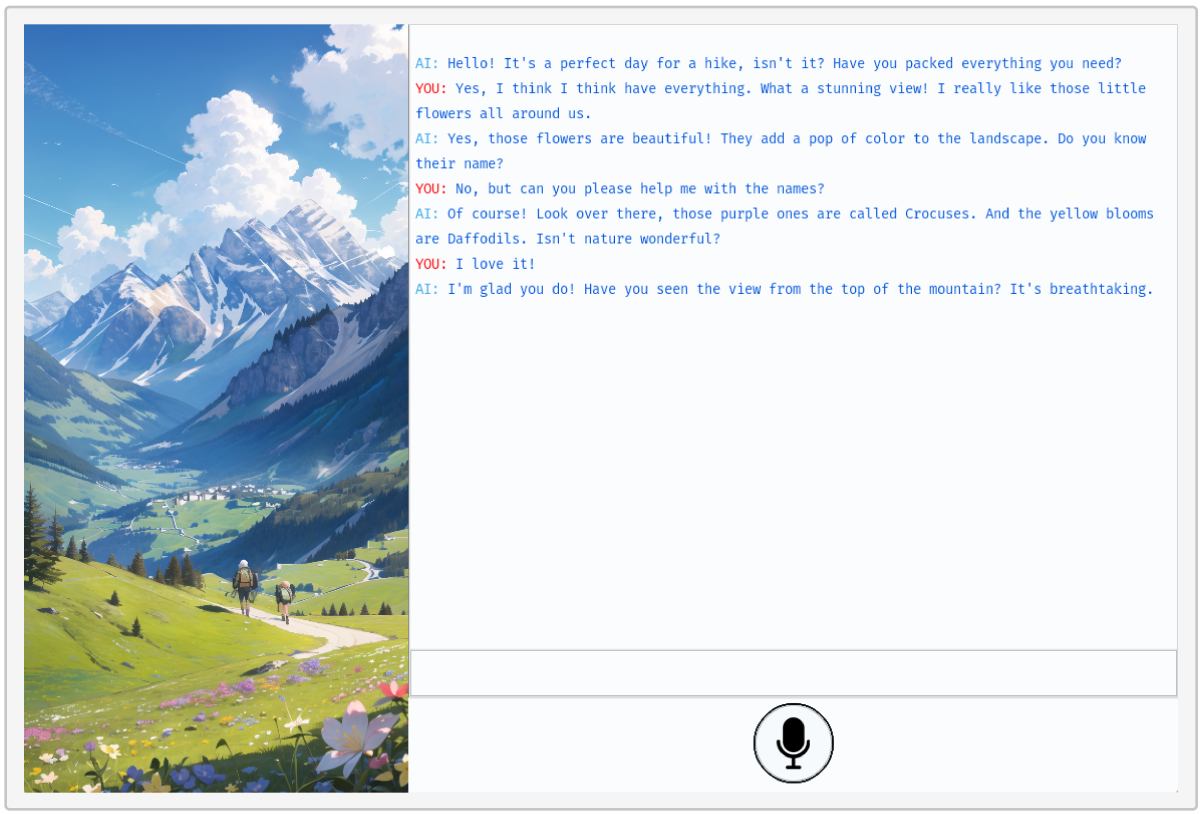 AI: Hello! It's a perfect day for a hike, isn't it? Have you packed everything you need?
YOU: Yes, I think I think have everything. What a stunning view! I really like those little
flowers all around us.
AI: Yes, those flowers are beautiful! They add a pop of color to the landscape. Do you know
their name?
YOU: No, but can you please help me with the names?
AI: Of course! Look over there, those purple ones are called Crocuses. And the yellow blooms
are Daffodils. Isn't nature wonderful?
YOU: I love it!
AI: I'm glad you do! Have you seen the view from the top of the mountain? It's breathtaking.